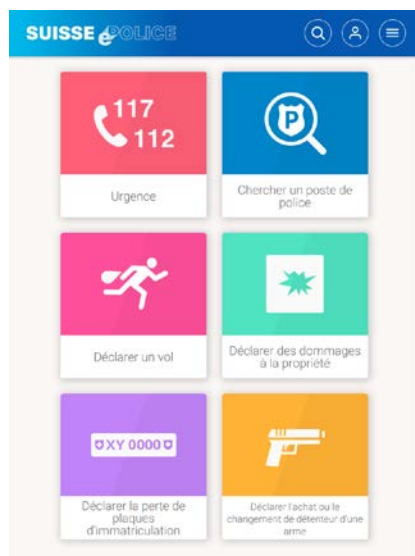 SUISSE ePOLICE
117
112
Urgence
Chercher un poste de
police
Déclarer un vol
Déclarer des dommages
à la propriété
XY 0000
Déclarer la perte de
plaques
d'immatriculation
Déclarer l'achat ou le
changement de détenteur d'une
arme